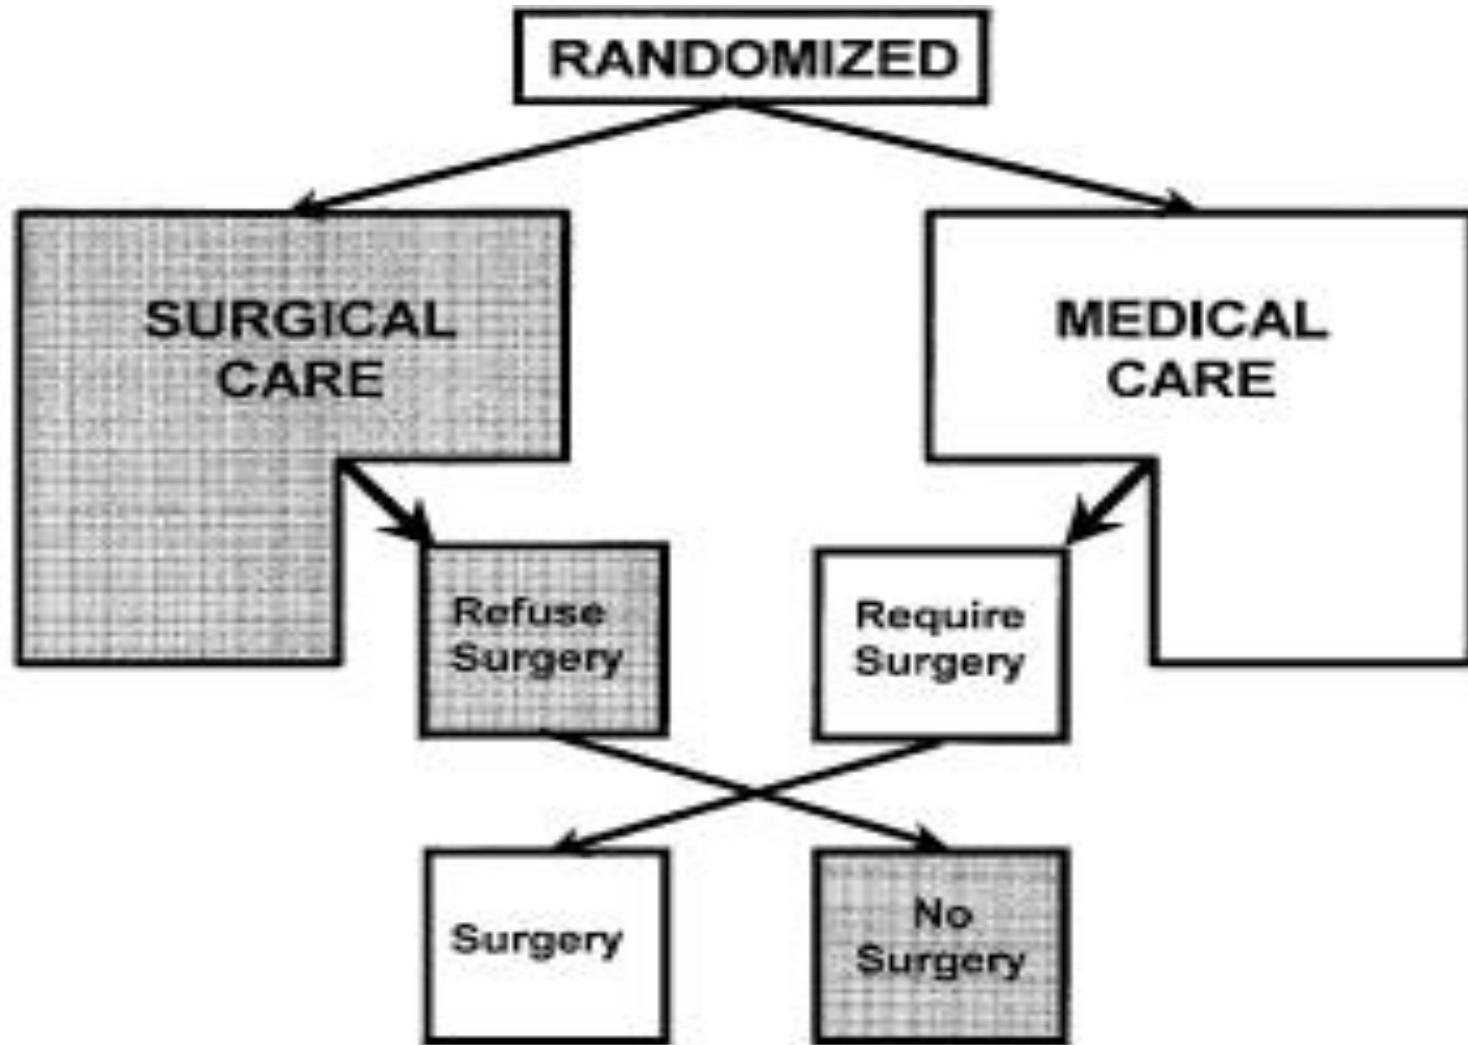 RANDOMIZED
SURGICAL
CARE
MEDICAL
CARE
Refuse
Surgery
Require
Surgery
Surgery
No
Surgery